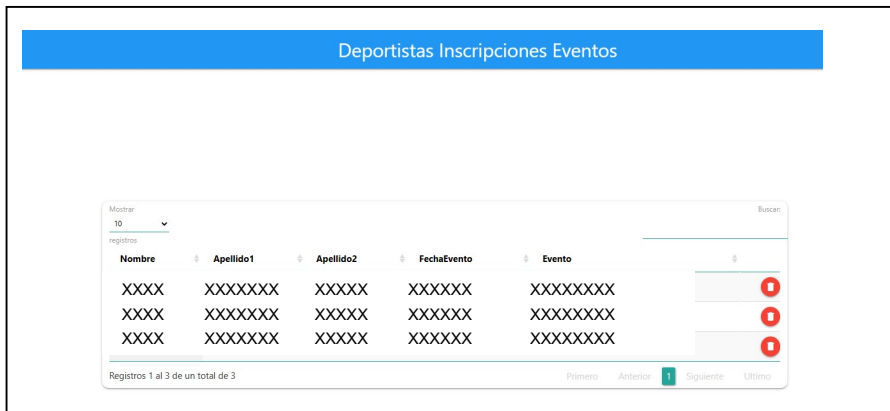 Deportistas Inscripciones Eventos
Mostrar Buscar:
10
registros
Nombre Apellido1 Apellido2 FechaEvento Evento
XXXX XXXXXXX XXXXX XXXXXX XXXXXXXX
XXXX XXXXXXX XXXXX XXXXXX XXXXXXXX
XXXX XXXXXXX XXXXX XXXXXX XXXXXXXX
Registros 1 al 3 de un total de 3 Primero Anterior 1 Siguiente Ultimo